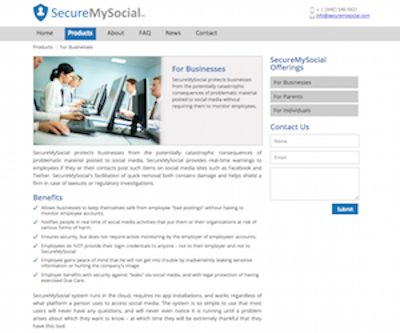 SecureMySocial
info@securemysocial.com
Home Products About FAQ News Contact
Products For Businesses
For Businesses
SecureMySocial protects businesses
from the potentially catastrophic
consequences of problematic material
posted to social media without
requiring them to monitor employees.
SecureMySocial Offerings
For Businesses
For Parents
For Individuals
Contact Us
Name
Email
Submit
SecureMySocial protects businesses from the potentially catastrophic consequences of
problematic material posted to social media. SecureMySocial provides real-time warnings to
employees if they or their contacts post such items on social media sites such as Facebook and
Twitter. SecureMySocial's facilitation of quick removal both contains damage and helps shield a
firm in case of lawsuits or regulatory investigations.
Benefits
Allows businesses to keep themselves safe from employee "bad postings" without having to
monitor employee accounts.
Notifies people in real time of social media activities that put them or their organizations at risk of
various forms of harm.
Ensures security, but does not require active monitoring by the employer of employees' accounts.
Employees do NOT provide their login credentials to anyone – not to their employer and not to
SecureMySocial.
Employee gains peace of mind that he will not get into trouble by inadvertently leaking sensitive
information or hurting the company's image.
Employer benefits with security against "leaks" via social media, and with legal protection of having
exercised Due Care.
SecureMySocial system runs in the cloud, requires no app installations, and works regardless of
what platform a person uses to access social media. The system is so simple to use that most
users will never have any questions, and will never even notice it is running until a problem
arises about which they want to know – at which time they will be extremely thankful that they
have this tool.